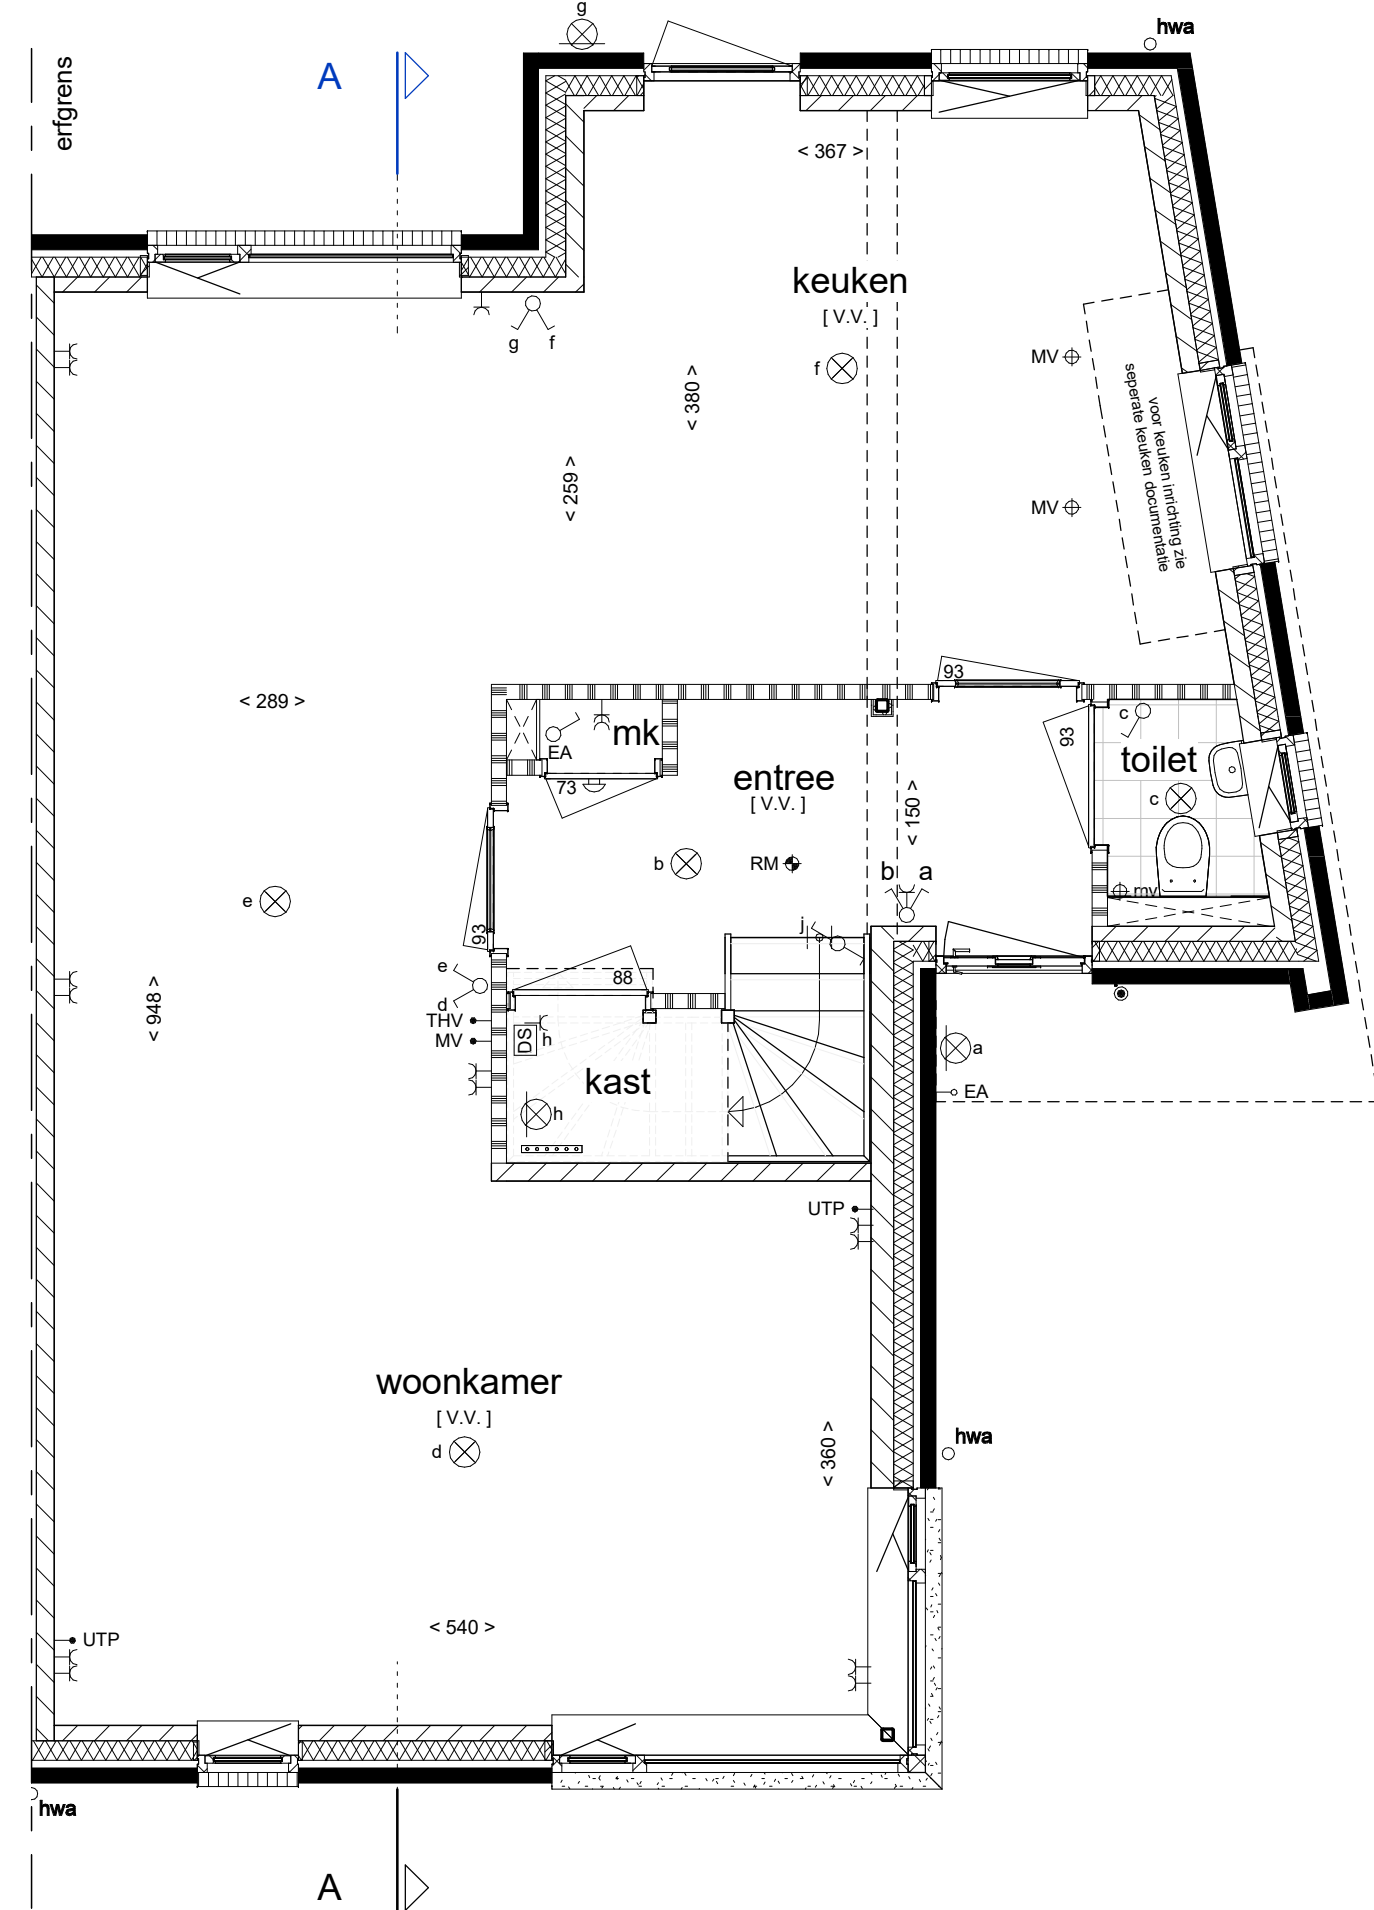 g
hwa
A
erfgrens
< 367 >
keuken
[ V.V. ]
g
f
f
MV
< 380 >
voor keuken inrichting zie
seperate keuken documentatie
< 259 >
MV
93
< 289 >
c
mk
93
EA
toilet
entree
73
[ V.V. ]
c
< 150 >
b
RM
b a
mv
e
j
93
e
88
d
< 948 >
THV
DS
h
MV
a
kast
EA
h
UTP
woonkamer
[ V.V. ]
d
hwa
< 360 >
< 540 >
UTP
hwa
A